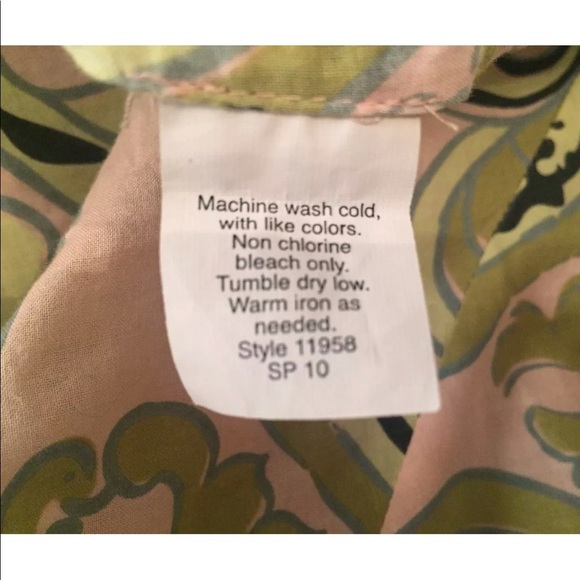 Machine wash cold,
with like colors.
Non chlorine
bleach only.
Tumble dry low.
Warm iron as
needed.
Style 11958
SP 10